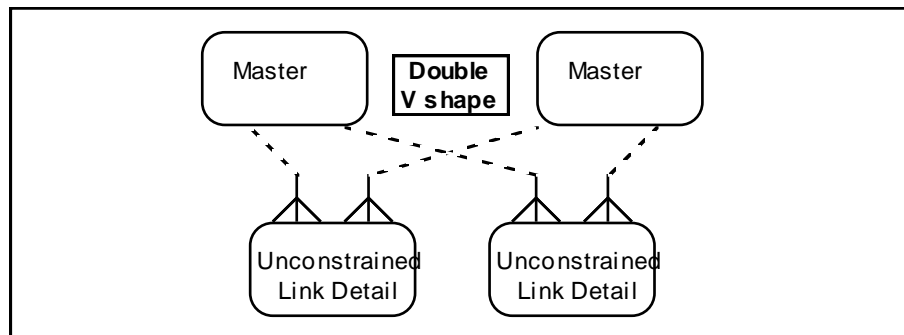 Master
Double
V shape
Master
Unconstrained
Link Detail
Unconstrained
Link Detail